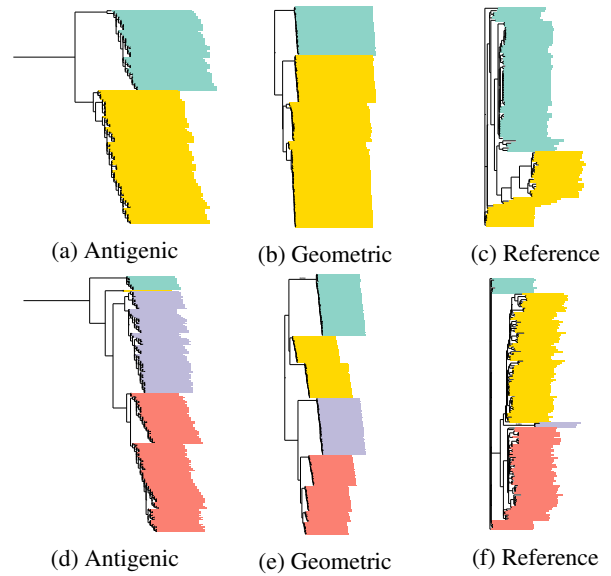 (a) Antigenic
(b) Geometric
(c) Reference
(d) Antigenic
(e) Geometric
(f) Reference